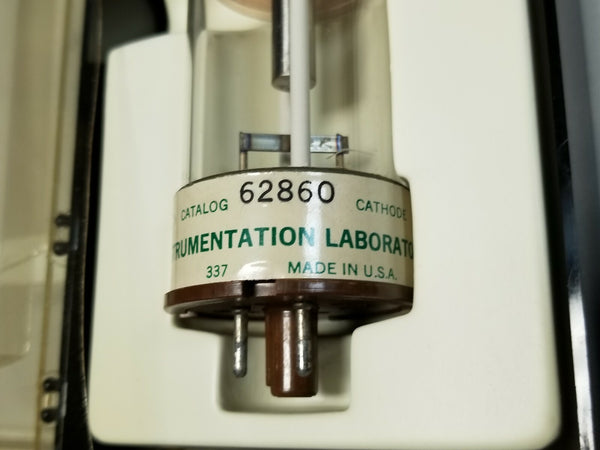 CATALOG 62860 CATHODE
TRUMENTATION LABORATO
337 MADE IN U.S.A.